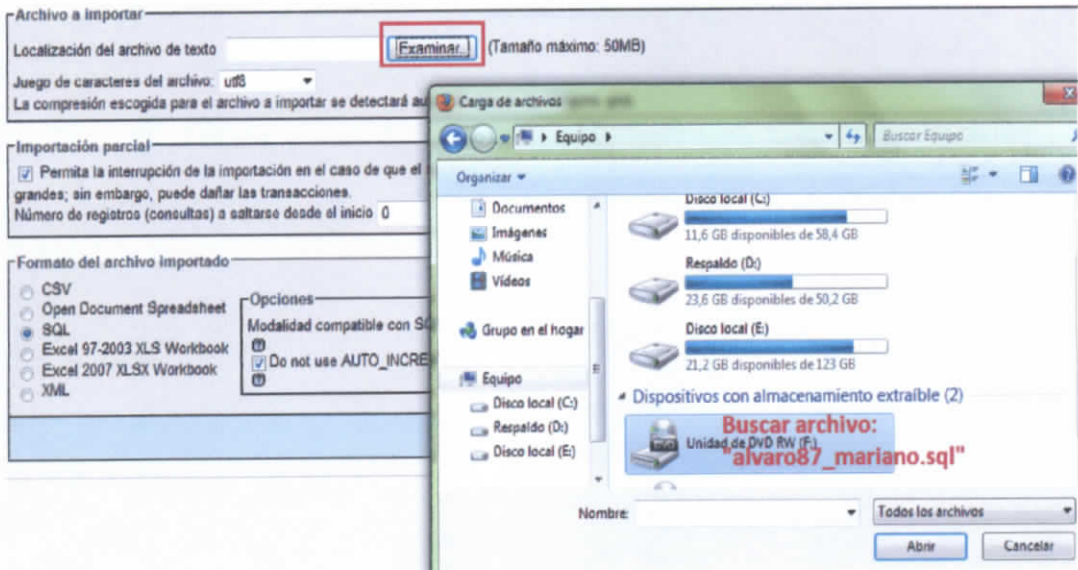 Archivo a importar
Localización del archivo de texto Examinar... (Tamaño máximo: 50MB)
Juego de caracteres del archivo: utf8
La compresión escogida para el archivo a importar se detectará au
Importación parcial
Permita la interrupción de la importación en el caso de que el
grandes; sin embargo, puede dañar las transacciones.
Número de registros (consultas) a saltarse desde el inicio 0
Formato del archivo importado
CSV
Open Document Spreadsheet
SQL
Excel 97-2003 XLS Workbook
Excel 2007 XLSX Workbook
XML
Opciones
Modalidad compatible con SQ
Do not use AUTO_INCRE
Carga de archivos
Equipo
Buscar Equipo
Organizar
Documentos
Imágenes
Música
Vídeos
Grupo en el hogar
Equipo
Disco local (C:)
Respaldo (D:)
Disco local (E:)
Disco local (C:)
11,6 GB disponibles de 58,4 GB
Respaldo (D:)
23,6 GB disponibles de 50,2 GB
Disco local (E:)
21,2 GB disponibles de 123 GB
Dispositivos con almacenamiento extraíble (2)
Unidad de DVD RW (F:)
Buscar archivo:
"alvaro87_mariano.sql"
Nombre:
Todos los archivos
Abrir
Cancelar